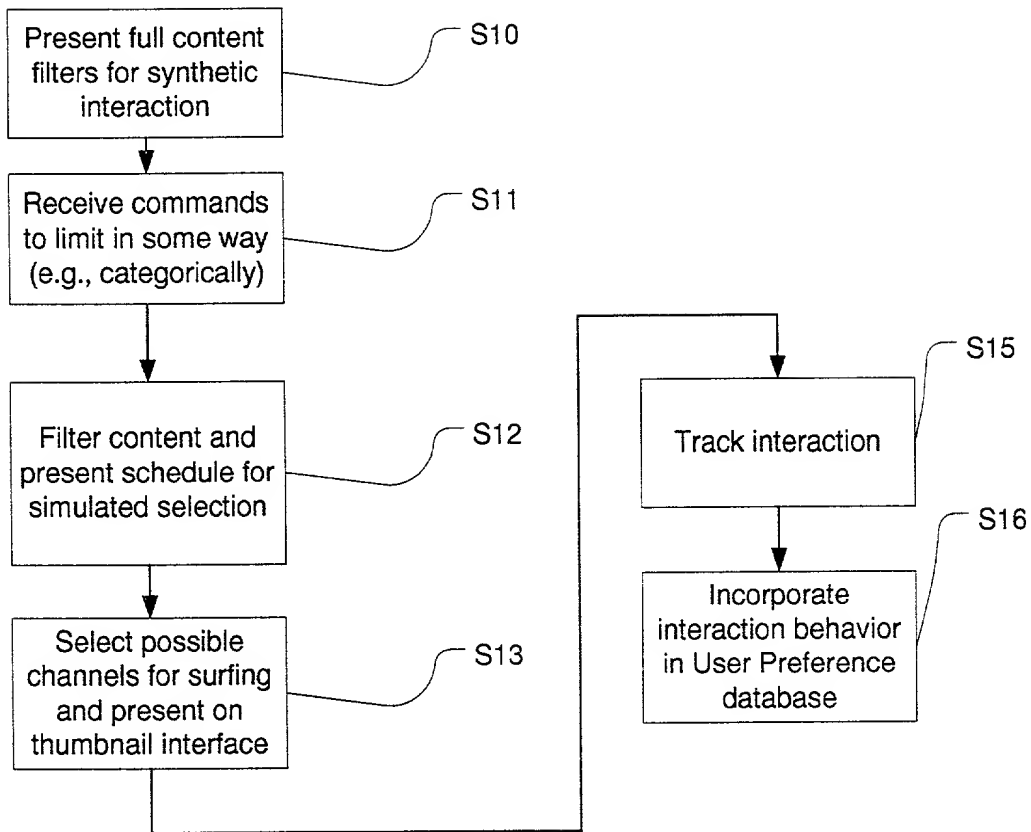 Present full content
filters for synthetic
interaction
S10
Receive commands
to limit in some way
(e.g., categorically)
S11
Filter content and
present schedule for
simulated selection
S12
Select possible
channels for surfing
and present on
thumbnail interface
S13
Track interaction
S15
Incorporate
interaction behavior
in User Preference
database
S16